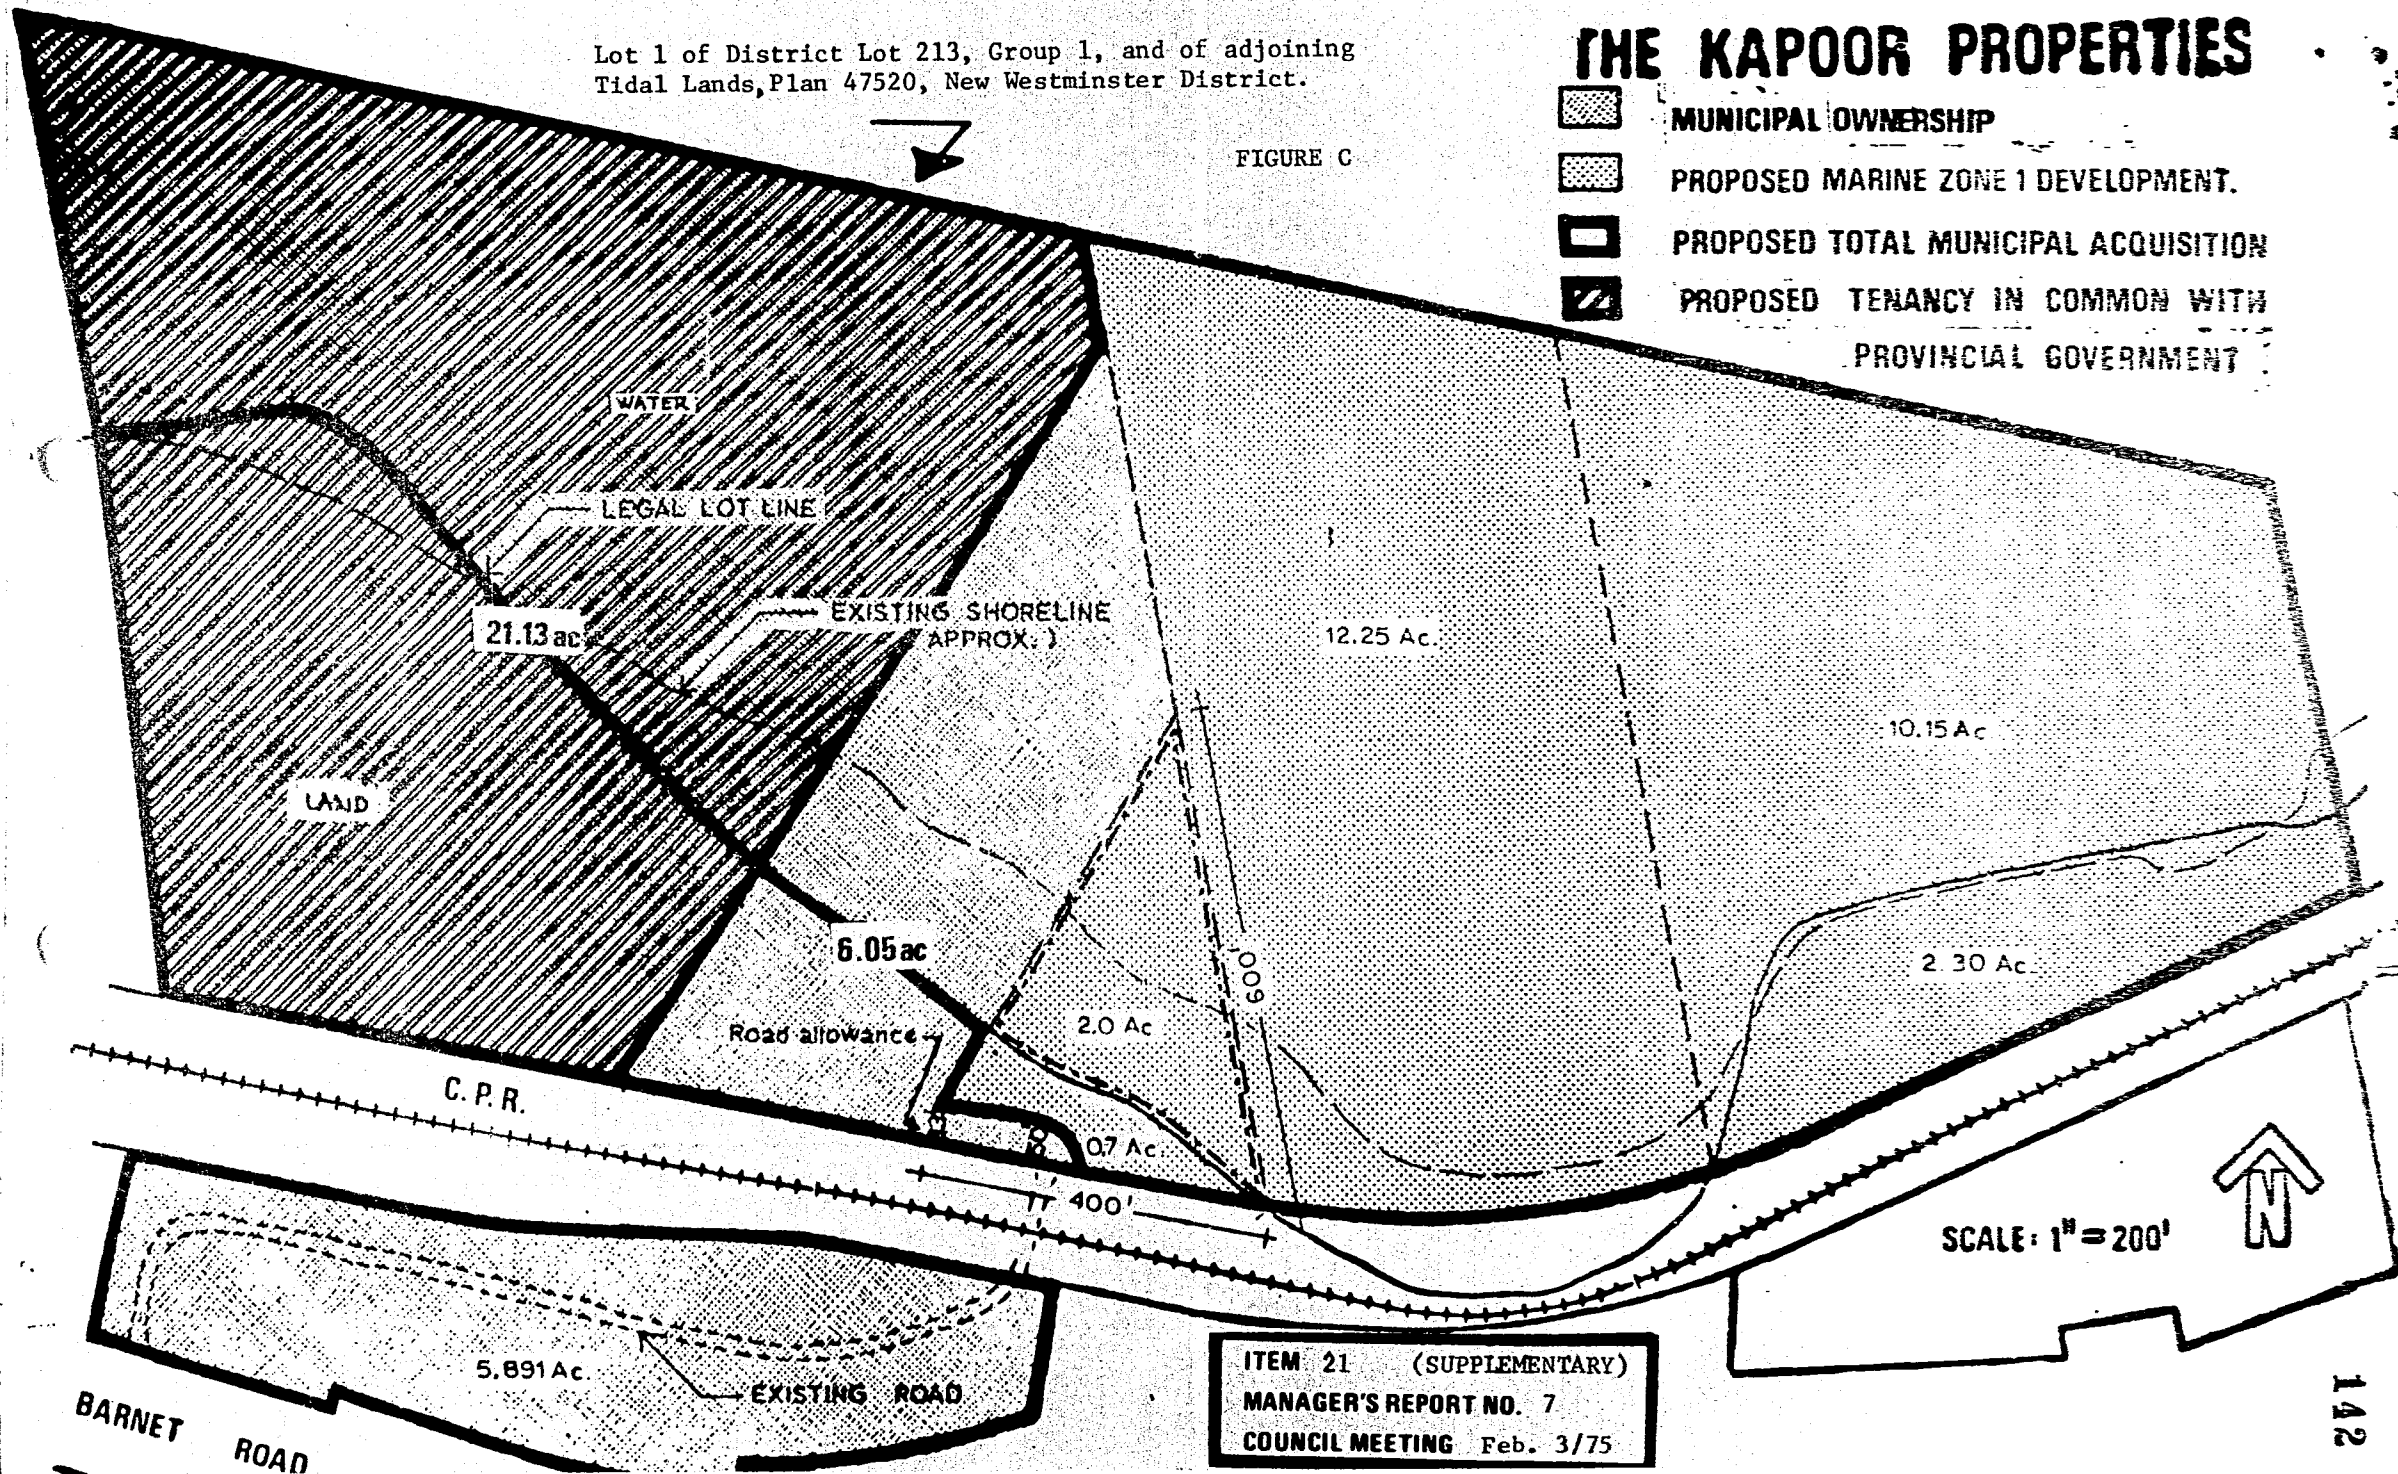 Lot 1 of District Lot 213, Group 1, and of adjoining
Tidal Lands, Plan 47520, New Westminster District.
FIGURE C
THE KAPOOR PROPERTIES
MUNICIPAL OWNERSHIP
PROPOSED MARINE ZONE 1 DEVELOPMENT.
PROPOSED TOTAL MUNICIPAL ACQUISITION
PROPOSED TENANCY IN COMMON WITH
PROVINCIAL GOVERNMENT
WATER
LEGAL LOT LINE
EXISTING SHORELINE
APPROX.)
21.13 ac
12.25 Ac.
10.15 Ac
LAND
6.05 ac
600'
2.30 Ac.
Road allowance
2.0 Ac
C.P.R.
50
0.7 Ac.
400'
SCALE: 1" = 200'
N
5.891 Ac.
EXISTING ROAD
BARNET ROAD
ITEM 21 (SUPPLEMENTARY)
MANAGER'S REPORT NO. 7
COUNCIL MEETING Feb. 3/75
142